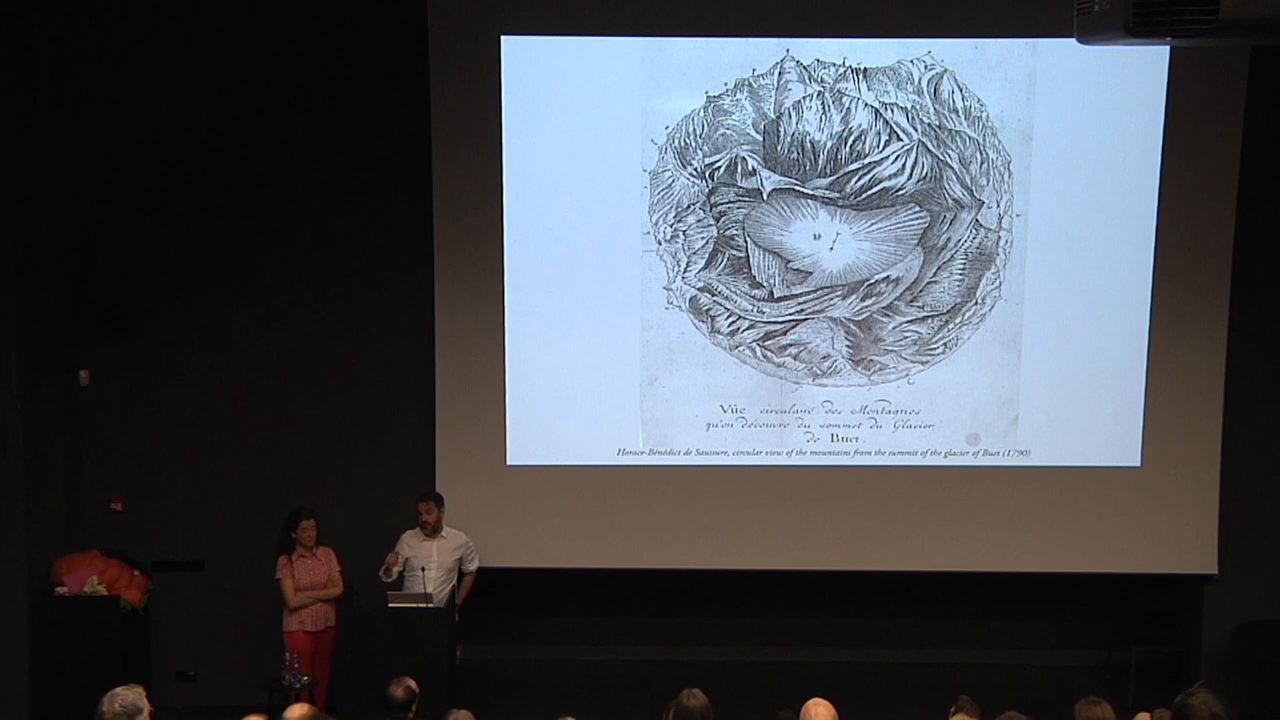 Vüe circulaire des Montagnes
qu'on découvre du sommet du Glacier
de Buet.
Horace-Bénédict de Saussure, circular view of the mountains from the summit of the glacier of Buet (1790)